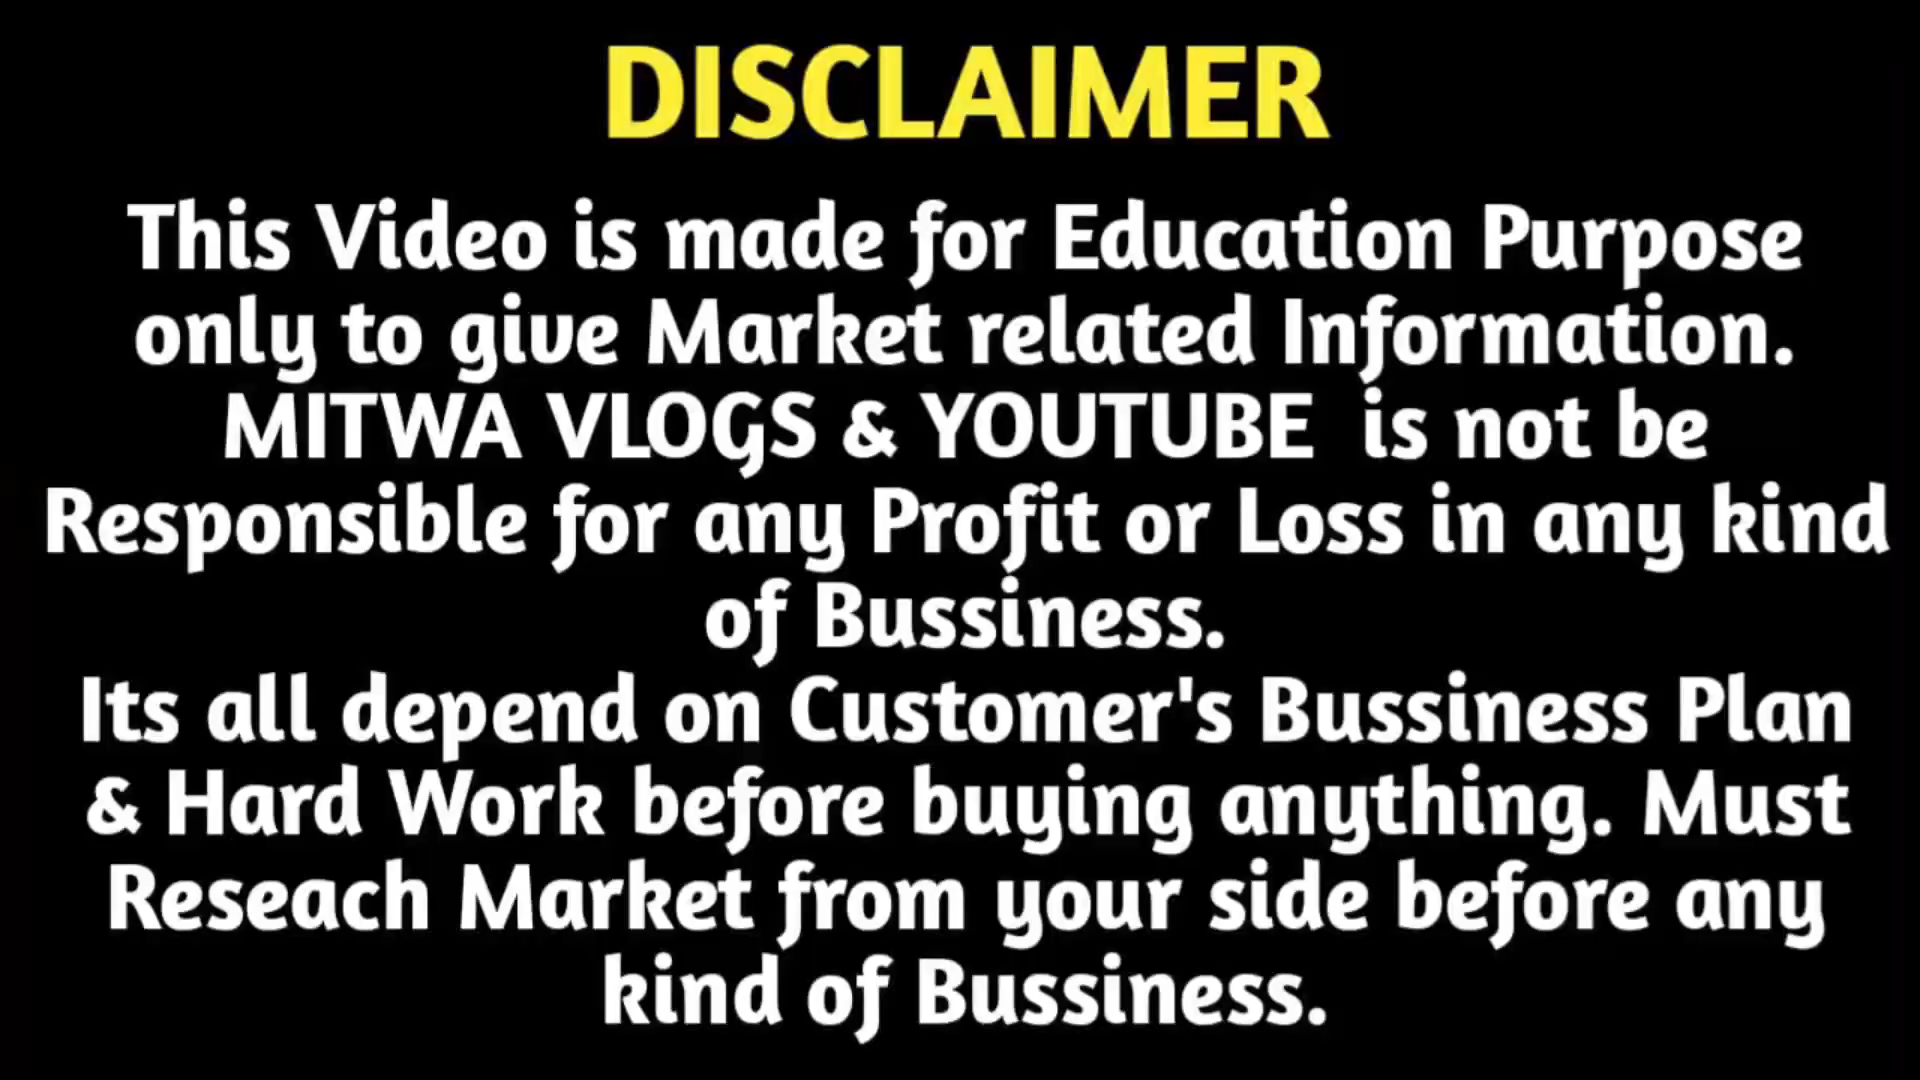 DISCLAIMER
This Video is made for Education Purpose
only to give Market related Information.
MITWA VLOGS & YOUTUBE  is not be
Responsible for any Profit or Loss in any kind
of Bussiness.
Its all depend on Customer's Bussiness Plan
& Hard Work before buying anything. Must
Reseach Market from your side before any
kind of Bussiness.